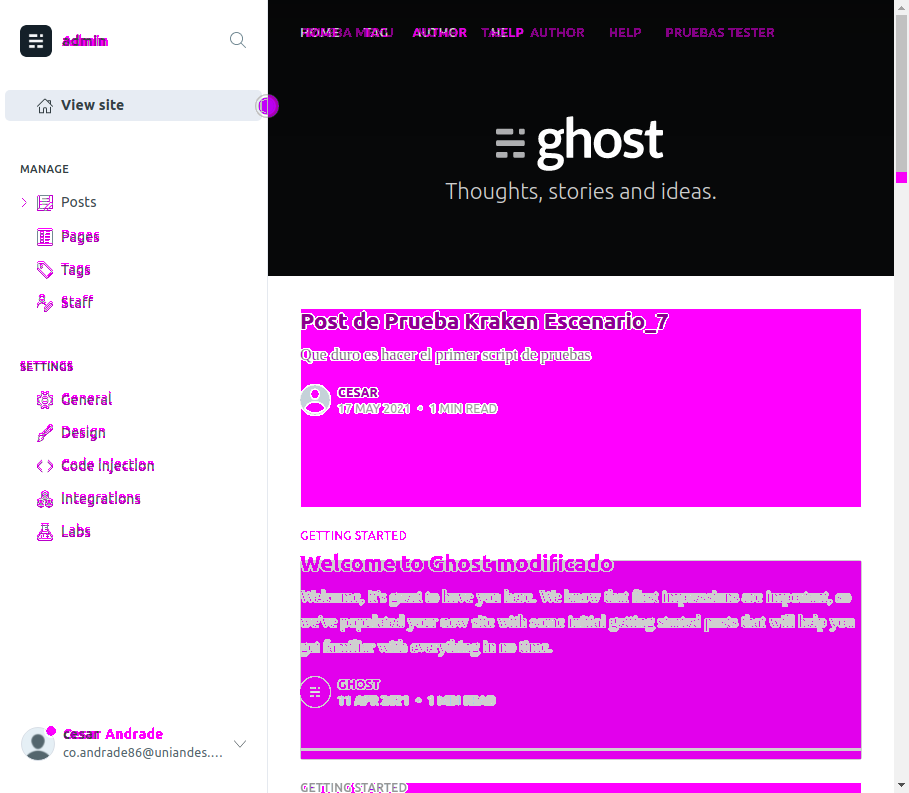 Admin
View site
MANAGE
Posts
Pages
Tags
Staff
SETTINGS
General
Design
Code injection
Integrations
Labs
Cesar Andrade
co.andrade86@uniandes....
HOME TAG AUTHOR HELP AUTHOR HELP PRUEBAS TESTER
ghost
Thoughts, stories and ideas.
Post de Prueba Kraken Escenario_7
Que duro es hacer el primer script de pruebas
CESAR
17 MAY 2021 • 1 MIN READ
GETTING STARTED
Welcome to Ghost modificado
Welcome, it's great to have you here. We know that first impressions are important, so
we've populated your new site with some initial getting started posts that will help you
get familiar with everything in no time.
GHOST
11 APR 2021 • 1 MIN READ
GETTING STARTED